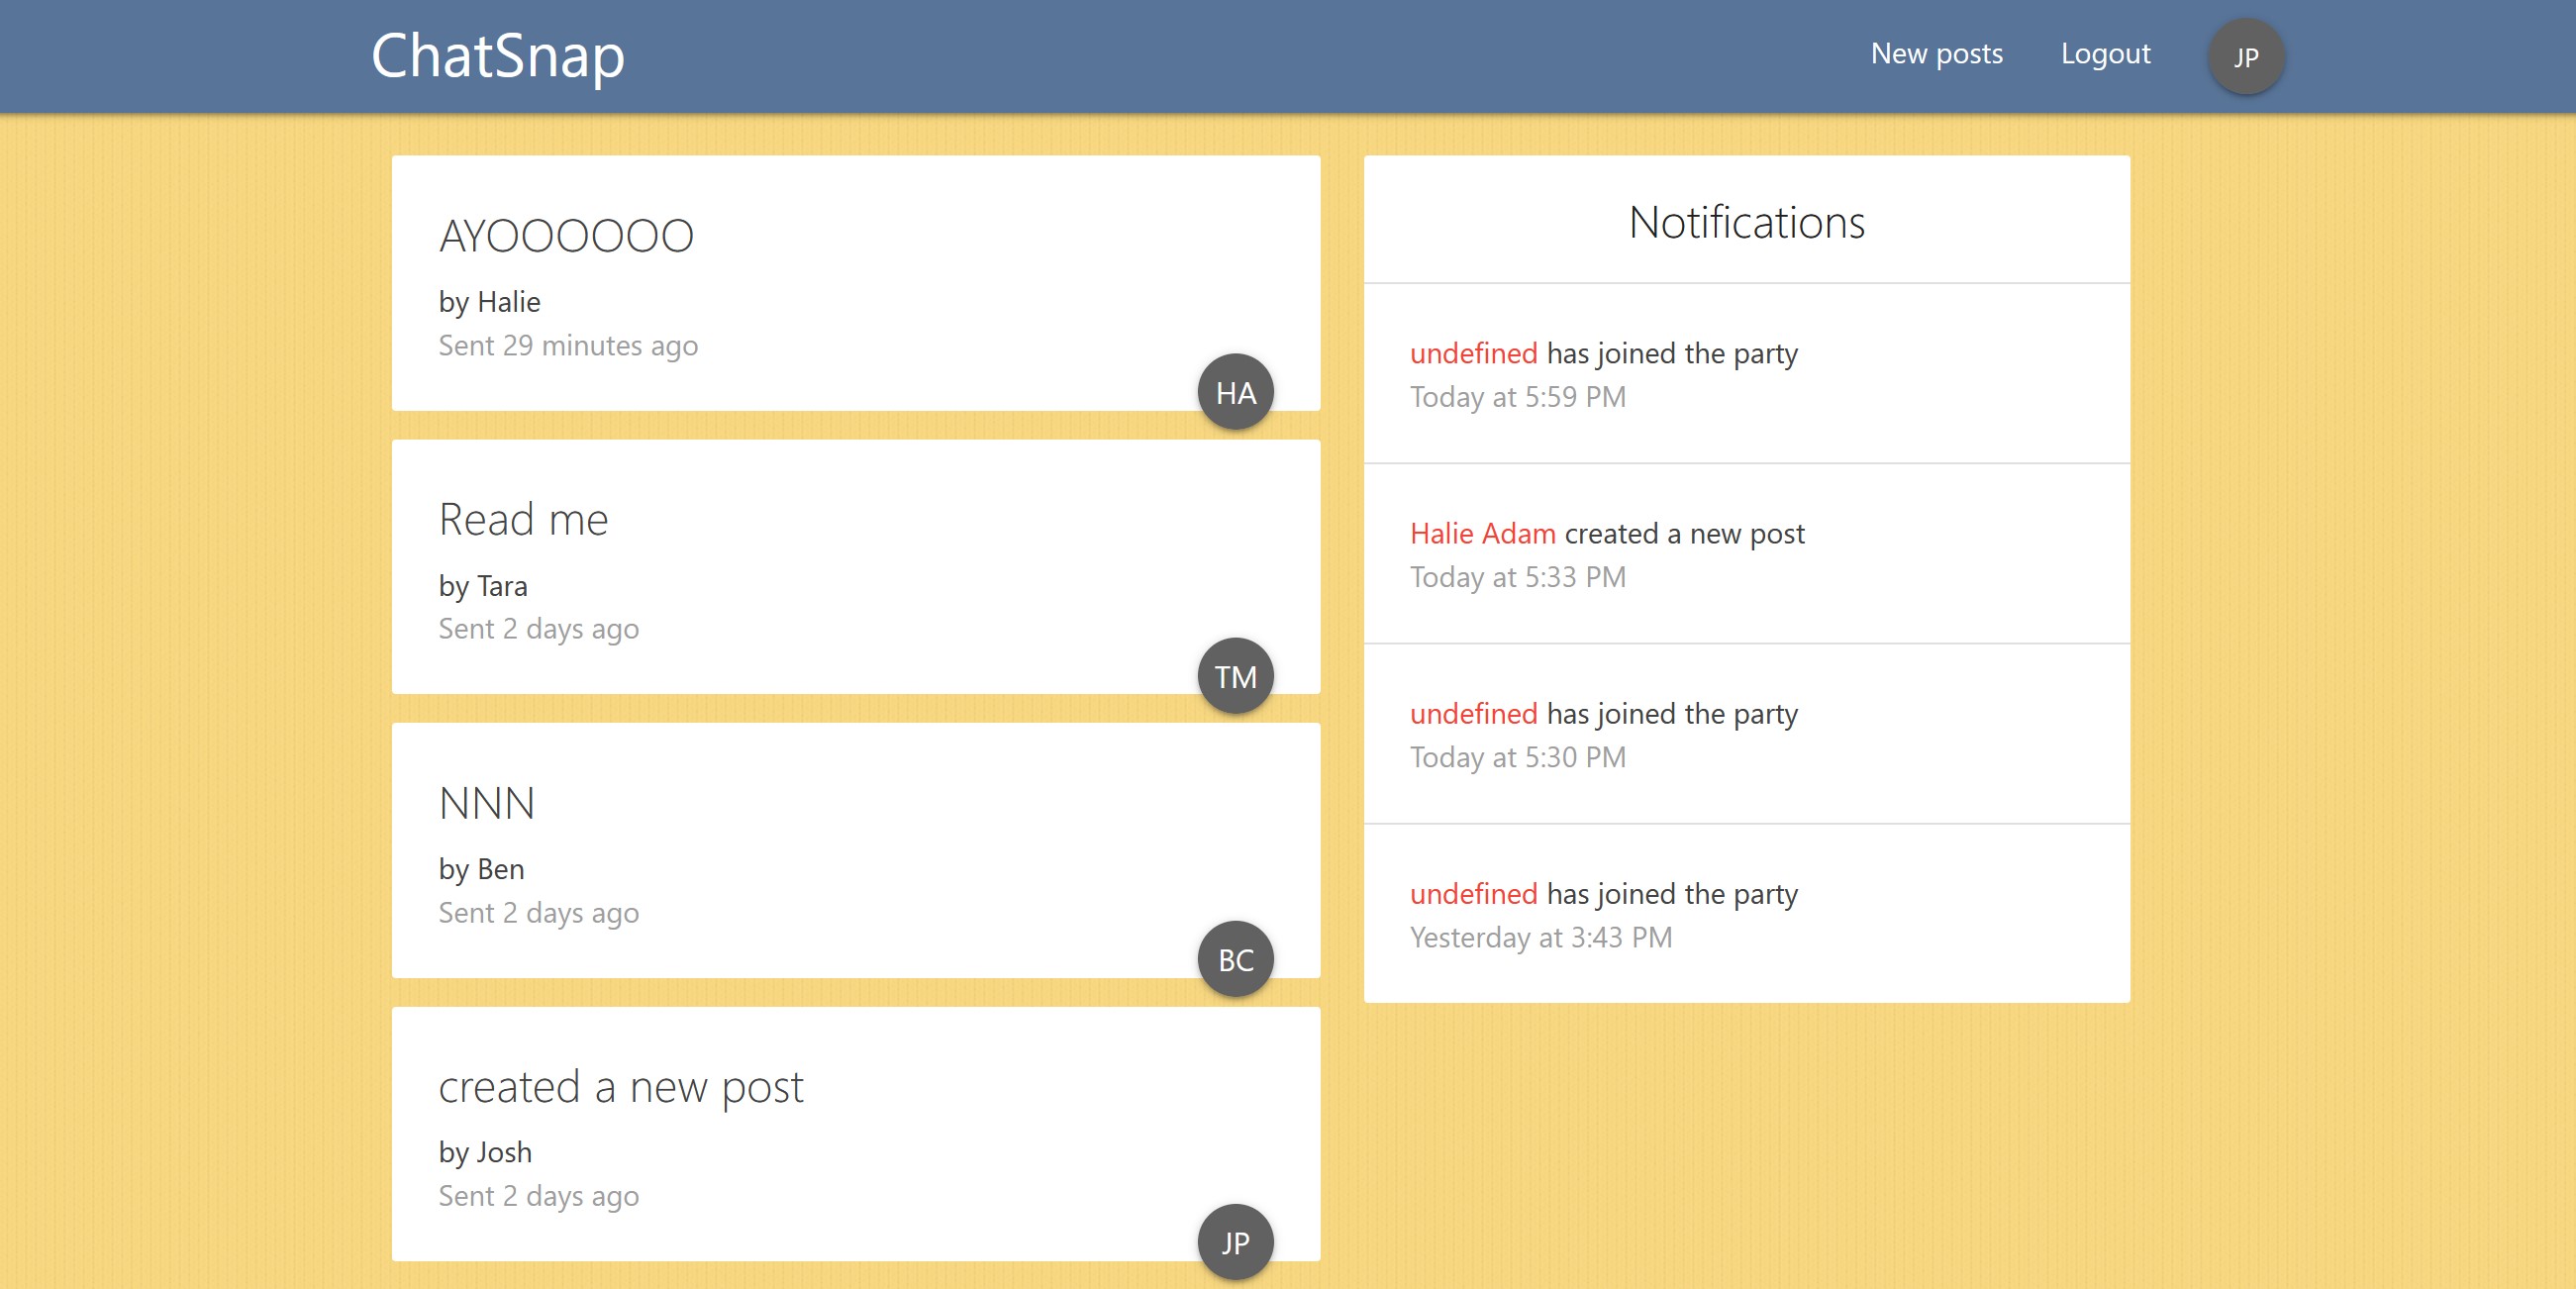 ChatSnap
New posts
Logout
JP
AYOOOOOO
by Halie
Sent 29 minutes ago
HA
Read me
by Tara
Sent 2 days ago
TM
NNN
by Ben
Sent 2 days ago
BC
created a new post
by Josh
Sent 2 days ago
JP
Notifications
undefined has joined the party
Today at 5:59 PM
Halie Adam created a new post
Today at 5:33 PM
undefined has joined the party
Today at 5:30 PM
undefined has joined the party
Yesterday at 3:43 PM